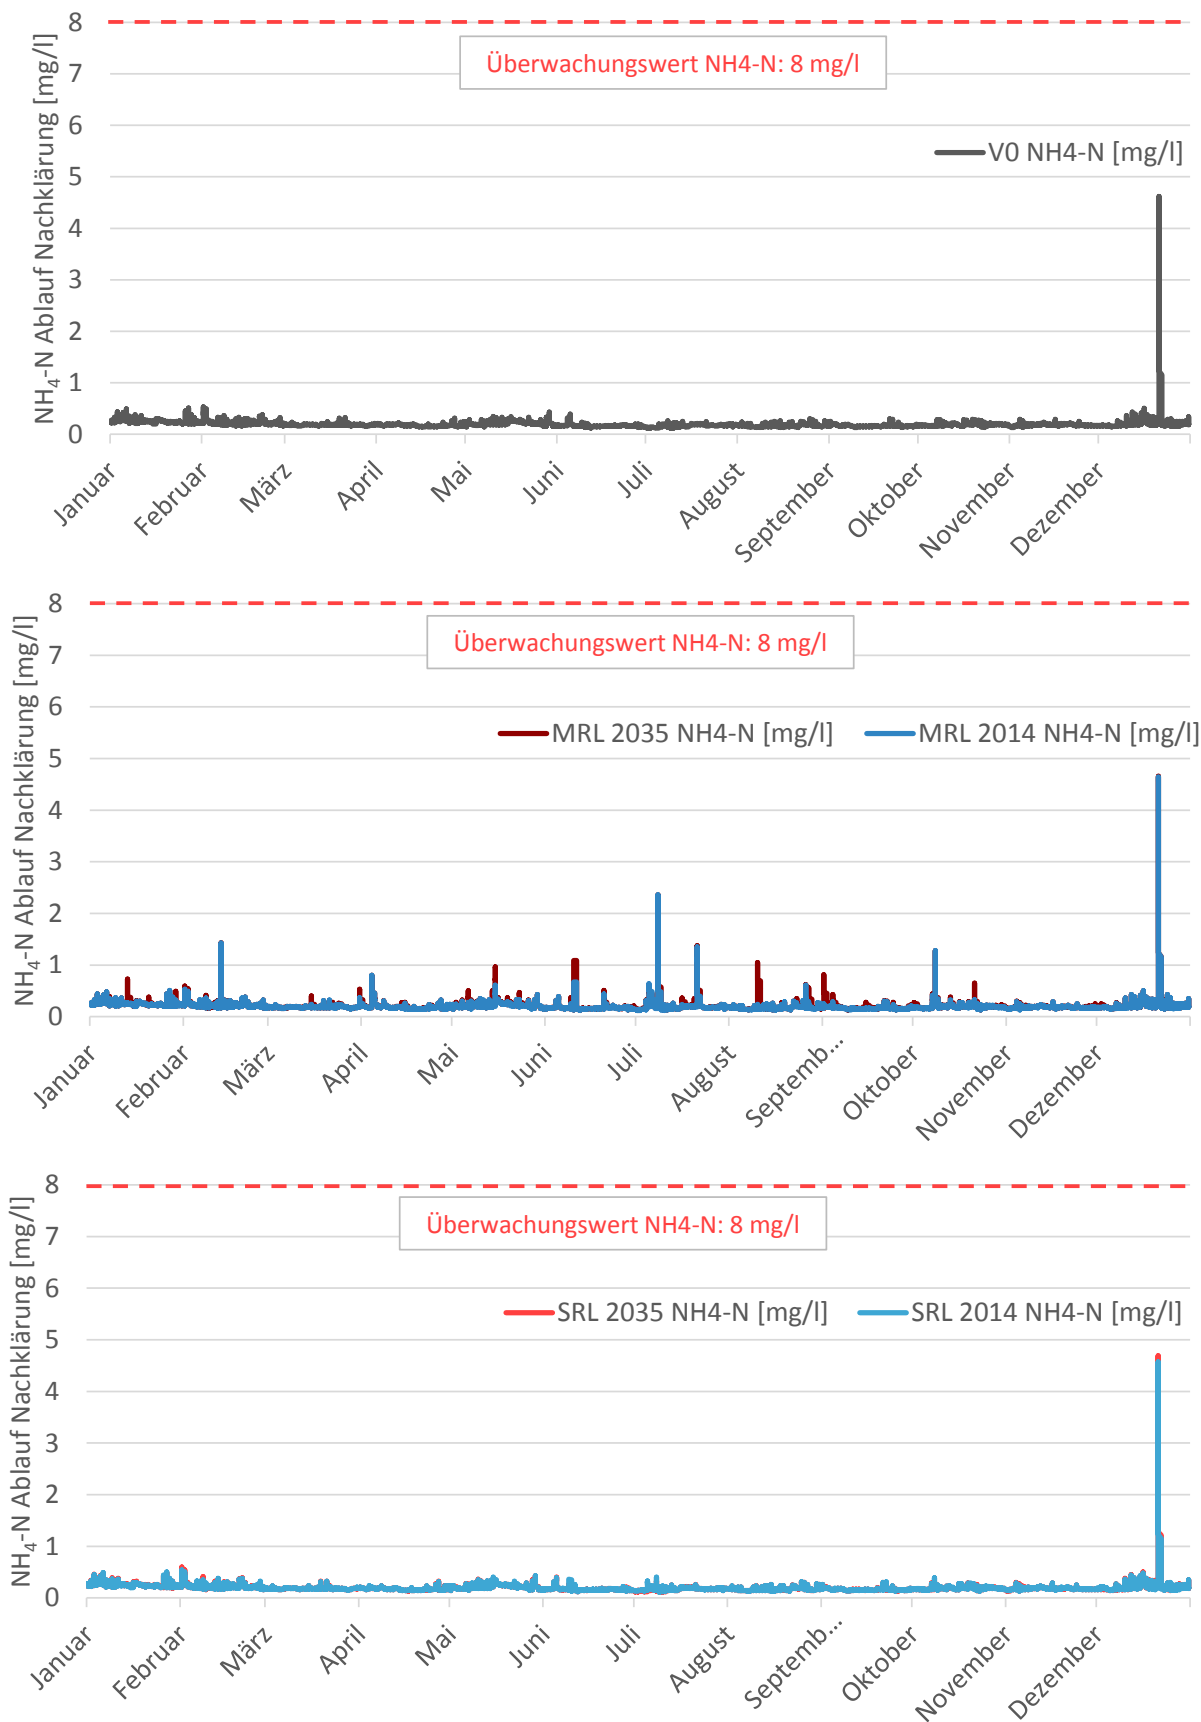 NH₄-N Ablauf Nachklärung [mg/l]
8
7
6
5
4
3
2
1
0
Überwachungswert NH4-N: 8 mg/l
V0 NH4-N [mg/l]
Januar
Februar
März
April
Mai
Juni
Juli
August
September
Oktober
November
Dezember
NH₄-N Ablauf Nachklärung [mg/l]
8
7
6
5
4
3
2
1
0
Überwachungswert NH4-N: 8 mg/l
MRL 2035 NH4-N [mg/l]
MRL 2014 NH4-N [mg/l]
Januar
Februar
März
April
Mai
Juni
Juli
August
Septemb...
Oktober
November
Dezember
NH₄-N Ablauf Nachklärung [mg/l]
8
7
6
5
4
3
2
1
0
Überwachungswert NH4-N: 8 mg/l
SRL 2035 NH4-N [mg/l]
SRL 2014 NH4-N [mg/l]
Januar
Februar
März
April
Mai
Juni
Juli
August
Septemb...
Oktober
November
Dezember